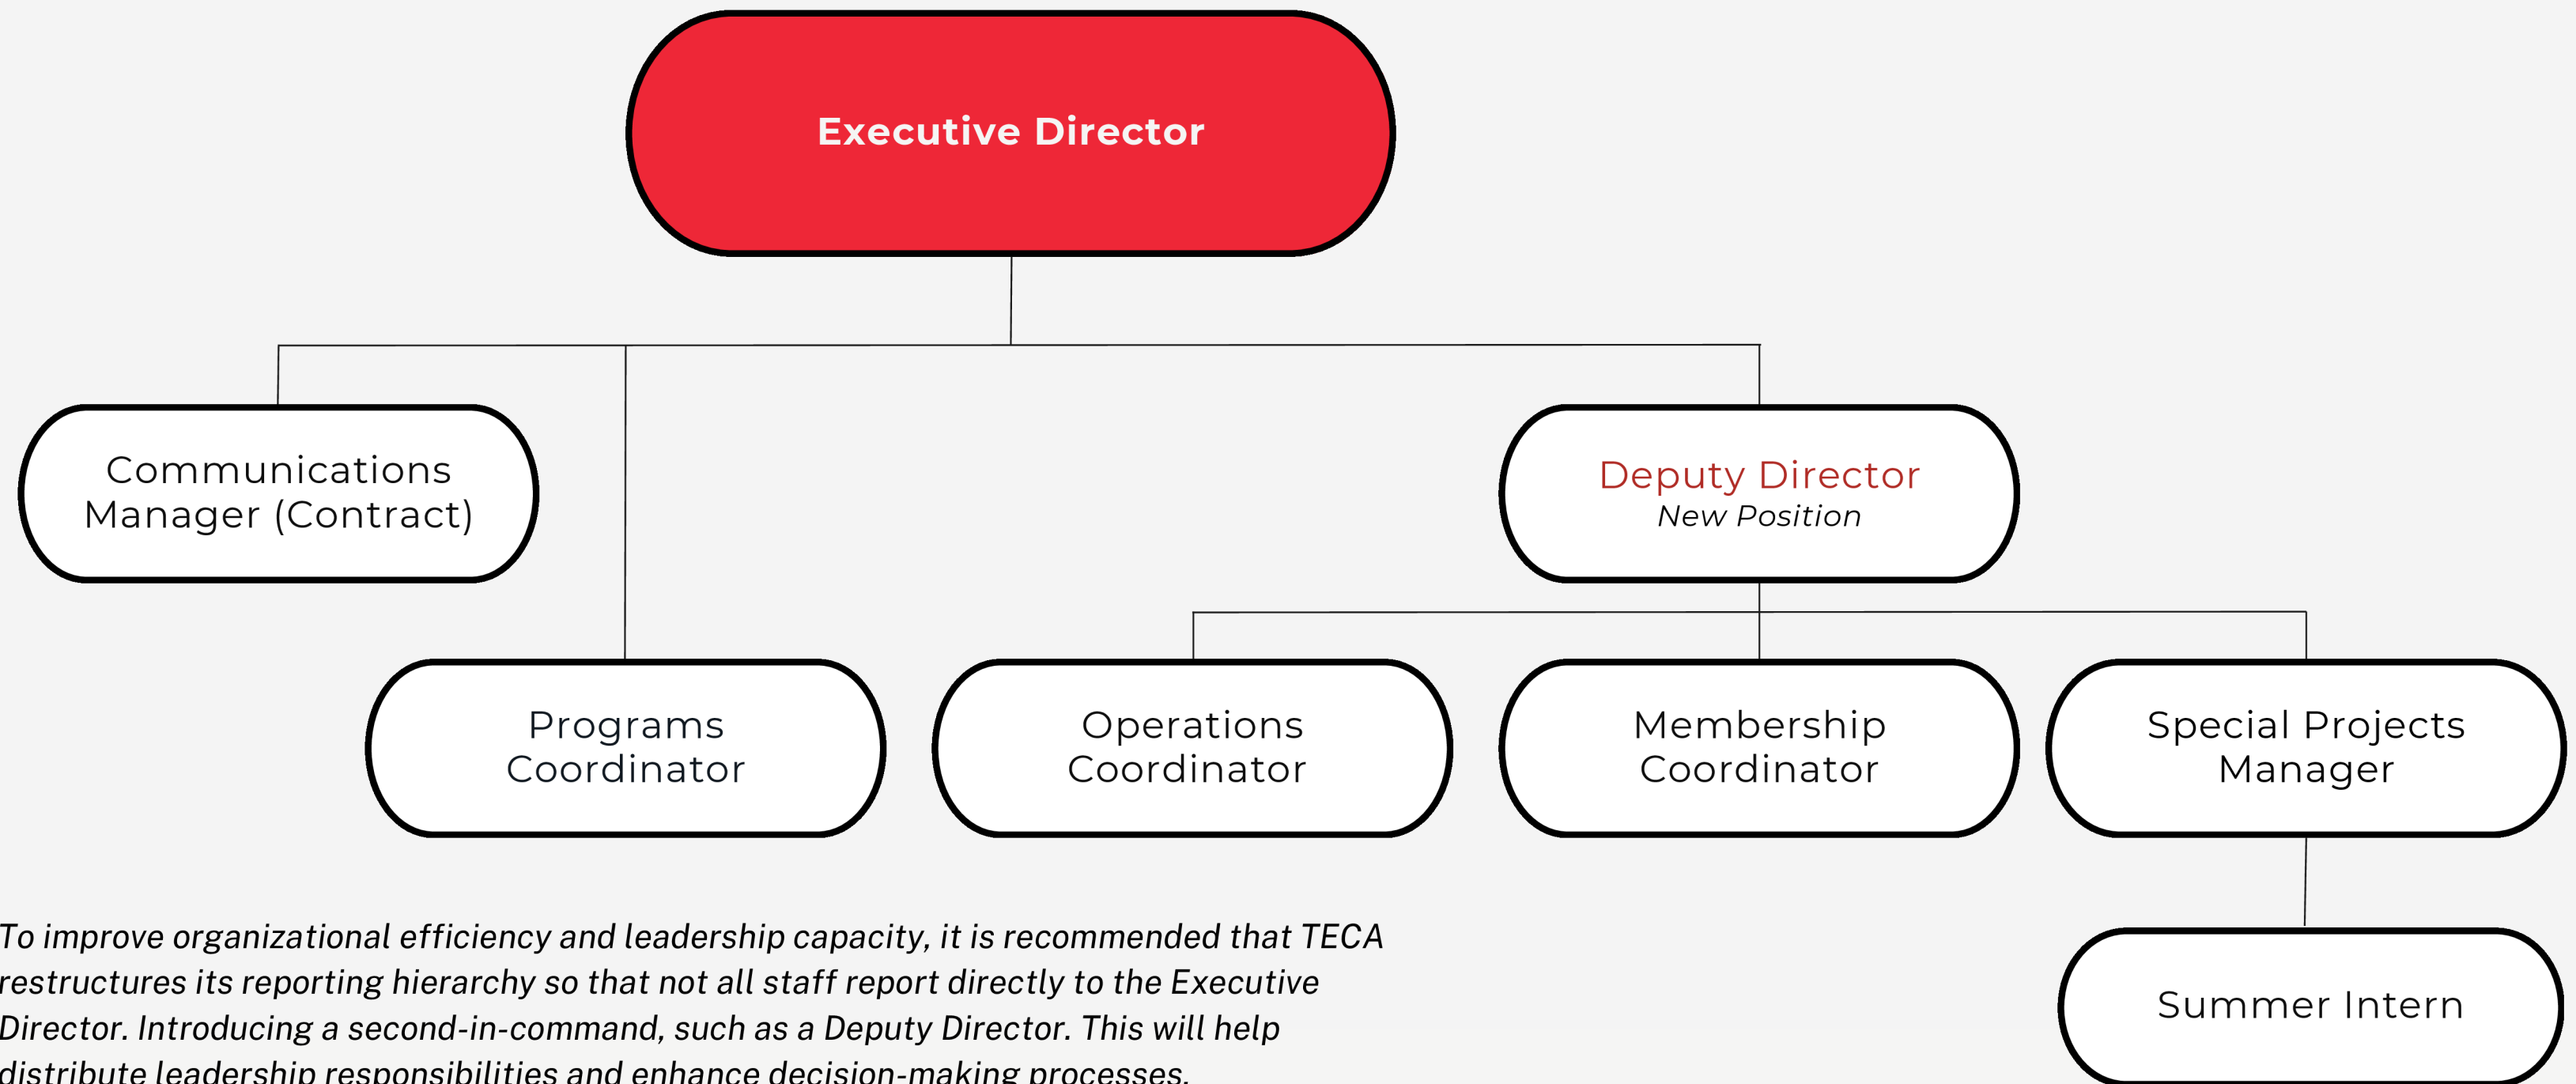 Executive Director
Communications
Manager (Contract)
Deputy Director
New Position
Programs
Coordinator
Operations
Coordinator
Membership
Coordinator
Special Projects
Manager
Summer Intern
To improve organizational efficiency and leadership capacity, it is recommended that TECA
restructures its reporting hierarchy so that not all staff report directly to the Executive
Director. Introducing a second-in-command, such as a Deputy Director. This will help
distribute leadership responsibilities and enhance decision-making processes.